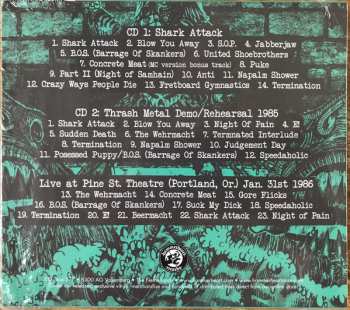 CD 1: Shark Attack
1. Shark Attack 2. Blow You Away 3. S.O.P. 4. Jabberjaw
5. B.O.S. (Barrage Of Skankers) 6. United Shoebrothers
7. Concrete Meat (MC version bonus track) 8. Puke
9. Part II (Night of Samhain) 10. Anti 11. Napalm Shower
12. Crazy Ways People Die 13. Fretboard Gymnastics 14. Termination
CD 2: Thrash Metal Demo/Rehearsal 1985
1. Shark Attack 2. Blow You Away 3. Night Of Pain 4. E!
5. Sudden Death 6. The Wehrmacht 7. Termnated Interlude
8. Termination 9. Napalm Shower 10. Judgement Day
11. Posessed Puppy/B.O.S. (Barrage Of Skankers) 12. Speedaholic
Live at Pine St. Theatre (Portland, Or.) Jan. 31st 1986
13. The Wehrmacht 14. Concrete Meat 15. Gore Flicks
16. B.O.S. (Barrage Of Skankers) 17. Suck My Dick 18. Speedaholic
19. Termination 20. E! 21. Beermacht 22. Shark Attack 23. Night of Pain